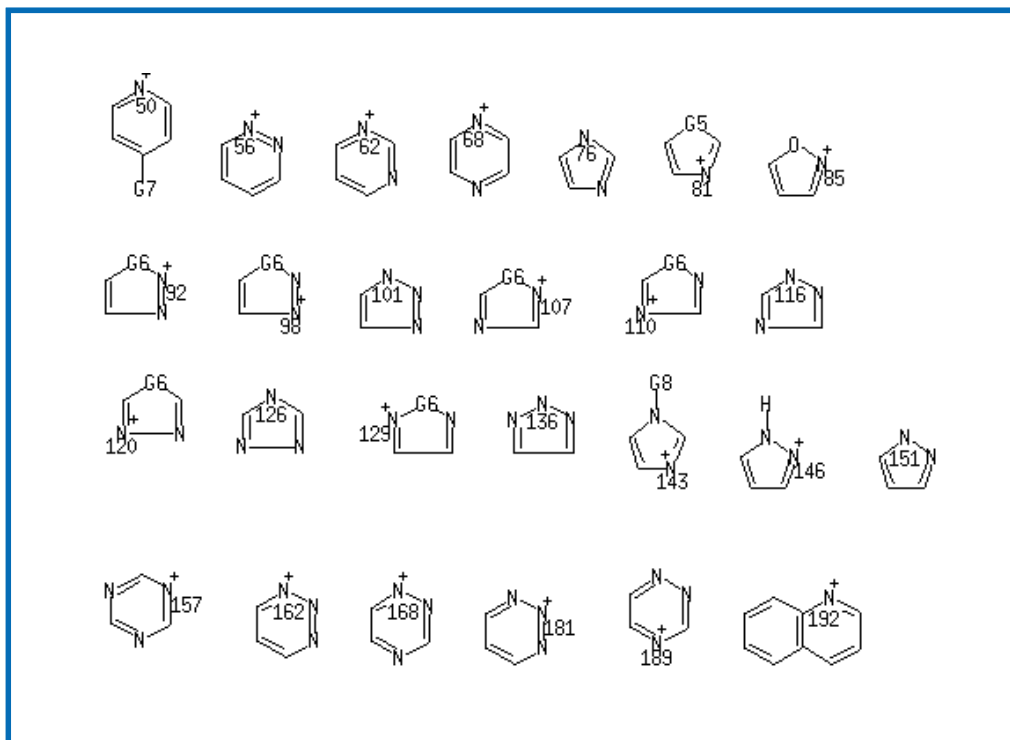 N+ 50 G7
N+ 56 N
N+ 62 N
N+ 68 N
N 76 N
G5 N+ 81
O N+ 85
G6 N+ 92 N
G6 N N+ 98
N 101 N N
G6 N+ 107 N
G6 N N+ 110
N 116 N N
G6 N+ 120 N
N 126 N N
N+ 129 G6 N
N 136 N N
G8 N N+ 143
H N N+ 146
N 151 N
N N+ 157 N
N+ 162 N N
N+ 168 N N
N N+ 181 N
N N N+ 189
N+ 192